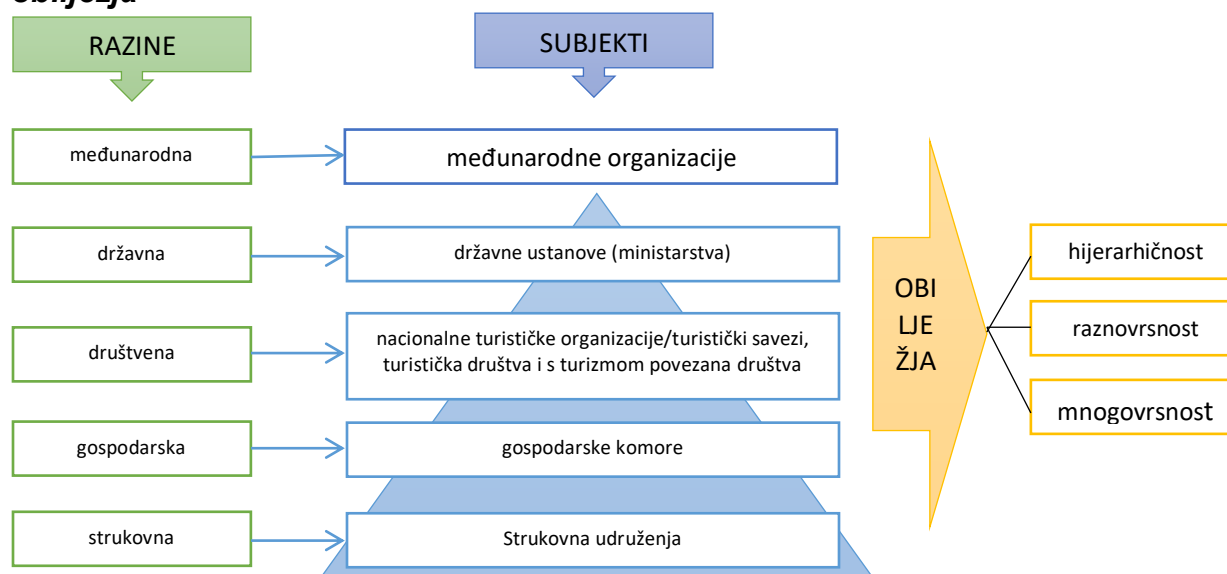 RAZINE
SUBJEKTI
međunarodna
međunarodne organizacije
državna
državne ustanove (ministarstva)
društvena
nacionalne turističke organizacije/turistički savezi,
turistička društva i s turizmom povezana društva
gospodarska
gospodarske komore
strukovna
Strukovna udruženja
OBI
LJE
ŽJA
hijerarhičnost
raznovrsnost
mnogovrsnost